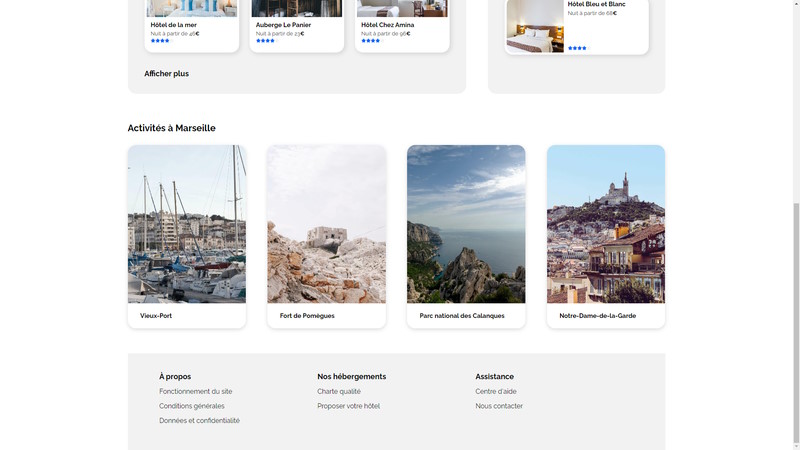 Hôtel de la mer
Nuit à partir de 46€
Auberge Le Panier
Nuit à partir de 23€
Hôtel Chez Amina
Nuit à partir de 96€
Hôtel Bleu et Blanc
Nuit à partir de 68€
Afficher plus
Activités à Marseille
Vieux-Port
Fort de Pomègues
Parc national des Calanques
Notre-Dame-de-la-Garde
À propos
Fonctionnement du site
Conditions générales
Données et confidentialité
Nos hébergements
Charte qualité
Proposer votre hôtel
Assistance
Centre d'aide
Nous contacter